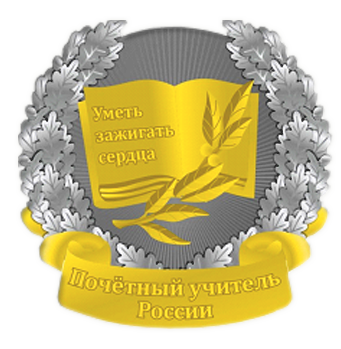 Уметь
зажигать
сердца
Почётный учитель
России